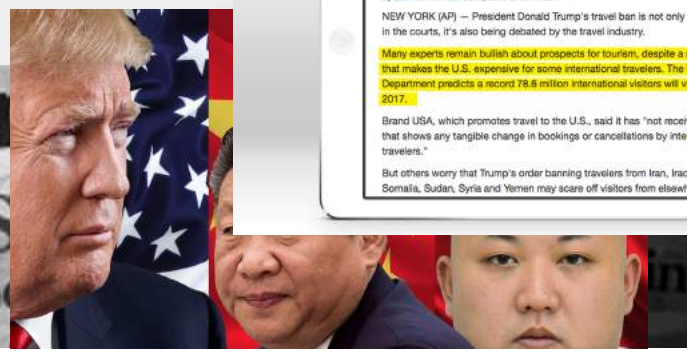 NEW YORK (AP) — President Donald Trump's travel ban is not only
in the courts, it's also being debated by the travel industry.
Many experts remain bullish about prospects for tourism, despite a
that makes the U.S. expensive for some international travelers. The
Department predicts a record 78.6 million international visitors will
2017.
Brand USA, which promotes travel to the U.S., said it has "not
that shows any tangible change in bookings or cancellations by
travelers."
But others worry that Trump's order banning travelers from Iran,
Somalia, Sudan, Syria and Yemen may scare off visitors from